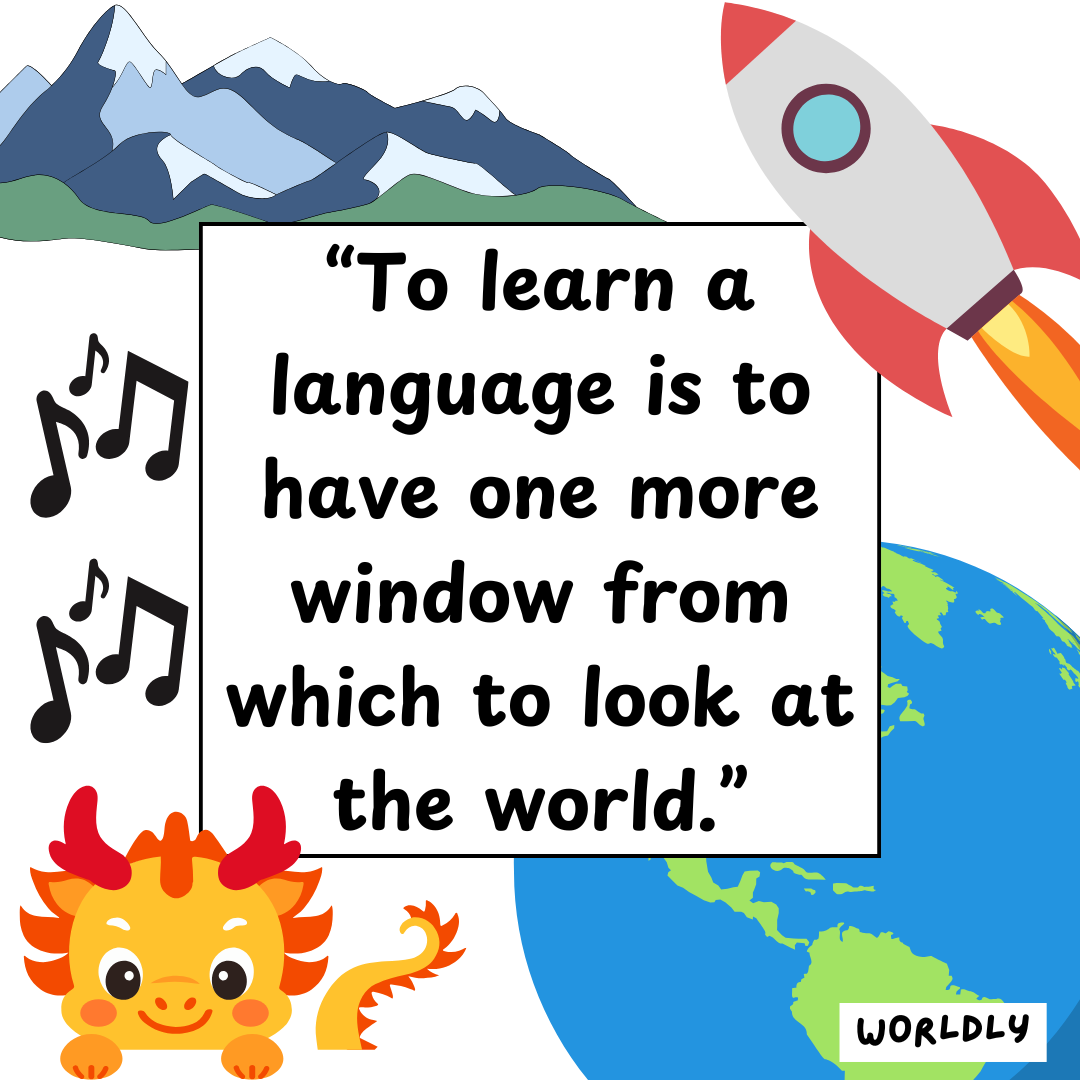 “To learn a
language is to
have one more
window from
which to look at
the world.”
WORLDLY